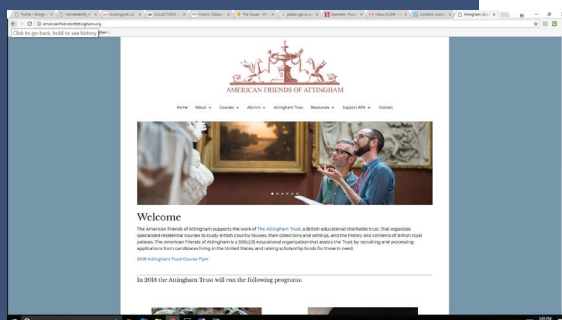 americanfriendsofattingham.org
Click to go back, hold to see history
AMERICAN FRIENDS OF ATTINGHAM
Home About Courses Alumni Attingham Trust Resources Support AFA Contact
Welcome
The American Friends of Attingham supports the work of The Attingham Trust, a British educational charitable trust, that organizes
specialized residential courses to study British country houses, their collections and settings, and the history and contents of British royal
palaces. The American Friends of Attingham is a 501(c)(3) educational organization that assists the Trust by recruiting and processing
applications from candidates living in the United States, and raising scholarship funds for those in need.
2018 Attingham Trust Course Flyer
In 2018 the Attingham Trust will run the following programs: